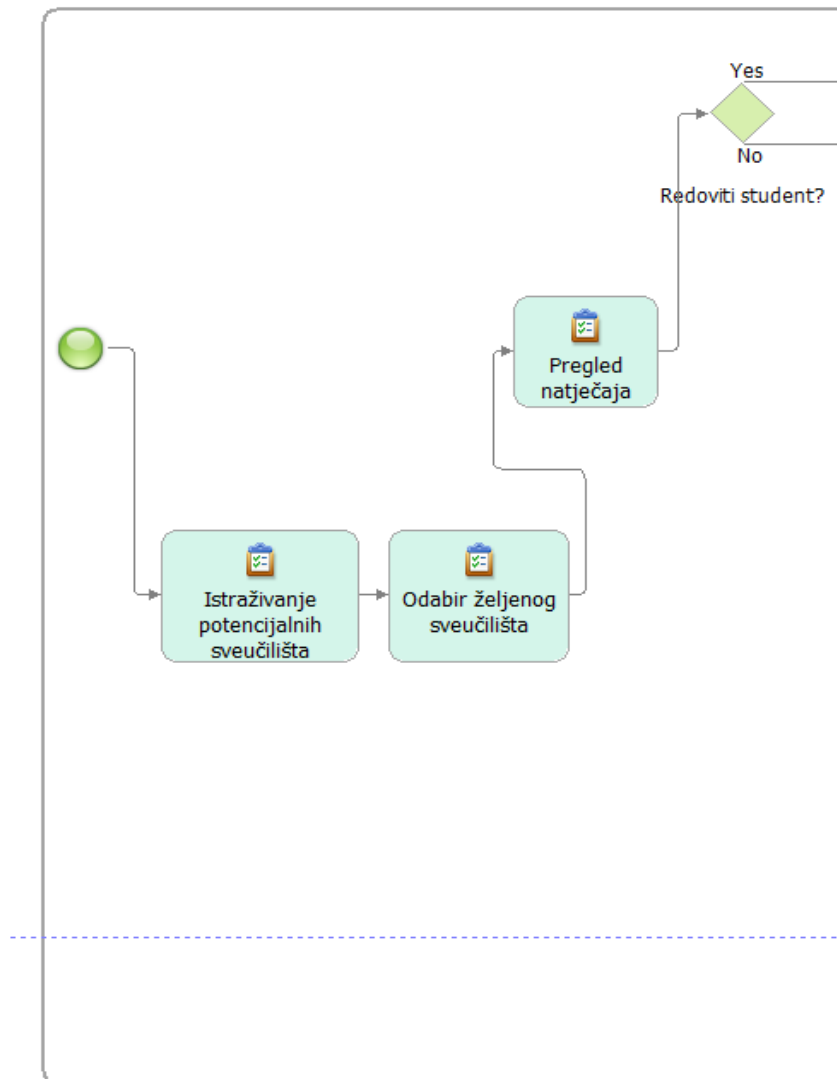 Yes
No
Redoviti student?
Pregled
natječaja
Istraživanje
potencijalnih
sveučilišta
Odabir željenog
sveučilišta